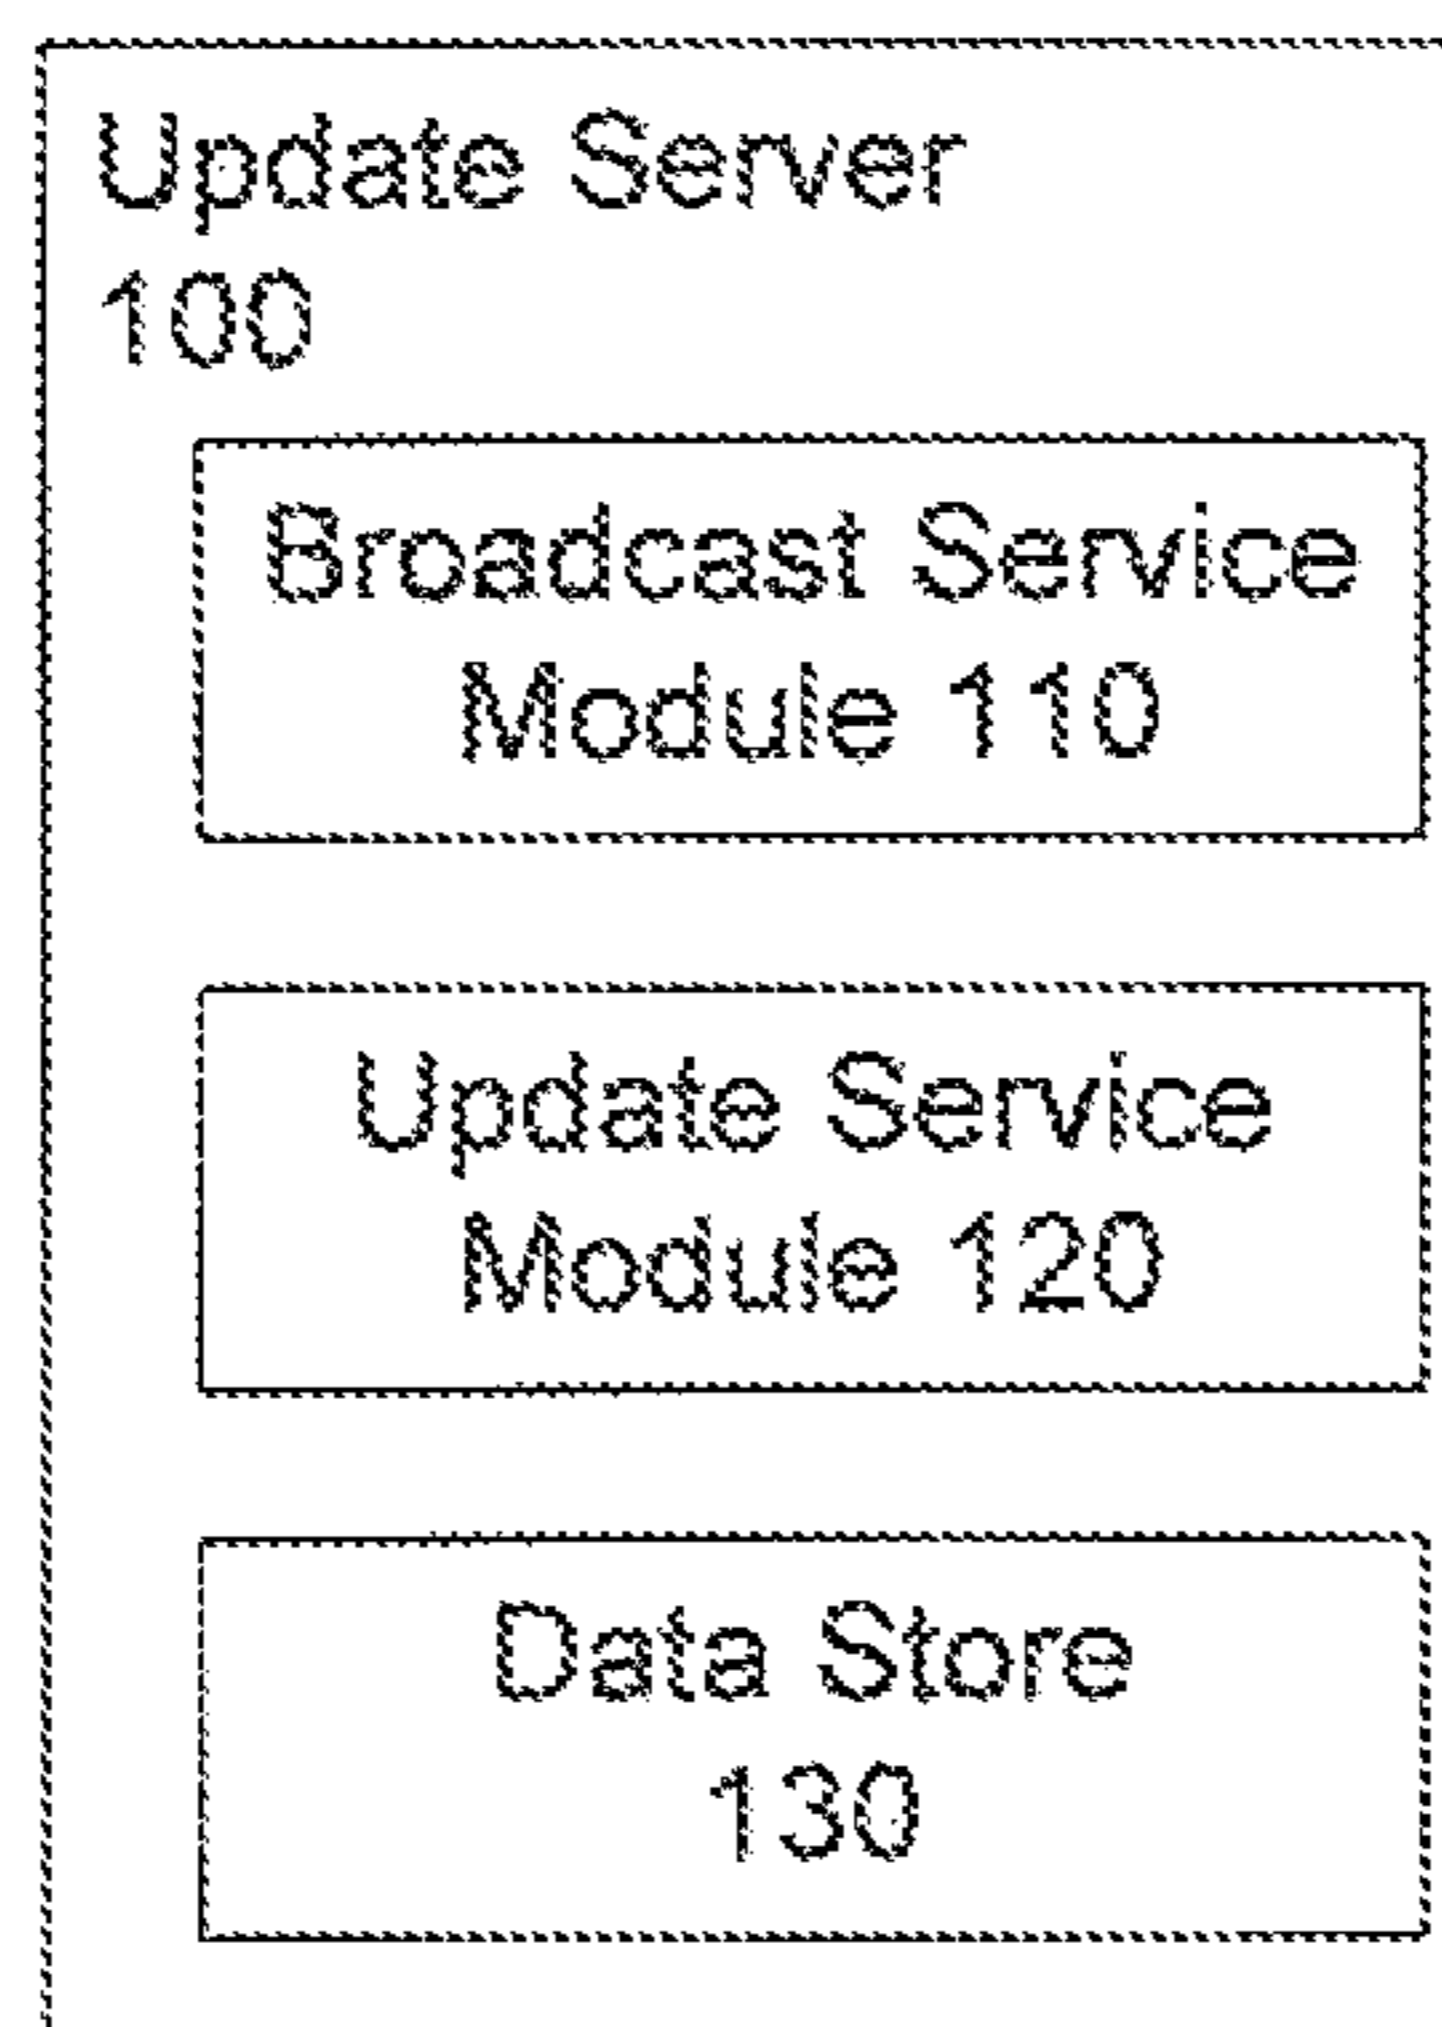 Update Server
100
Broadcast Service
Module 110
Update Service
Module 120
Data Store
130